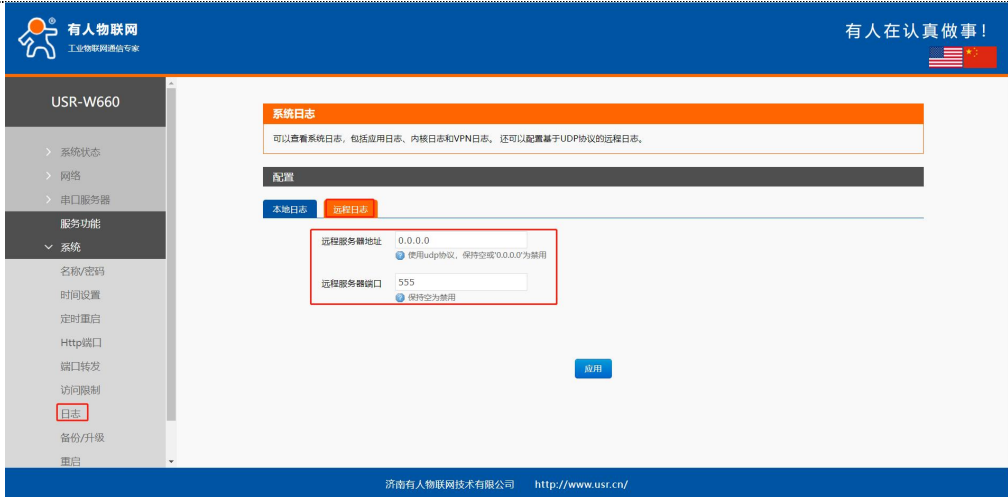 有人物联网
工业物联网通信专家
有人在认真做事!
USR-W660
系统状态
网络
串口服务器
服务功能
系统
名称/密码
时间设置
定时重启
Http端口
端口转发
访问限制
日志
备份/升级
重启
系统日志
可以查看系统日志,包括应用日志、内核日志和VPN日志。 还可以配置基于UDP协议的远程日志。
配置
本地日志 远程日志
远程服务器地址 0.0.0.0
使用udp协议,保持空或'0.0.0.0'为禁用
远程服务器端口 555
保持空为禁用
应用
济南有人物联网技术有限公司 http://www.usr.cn/